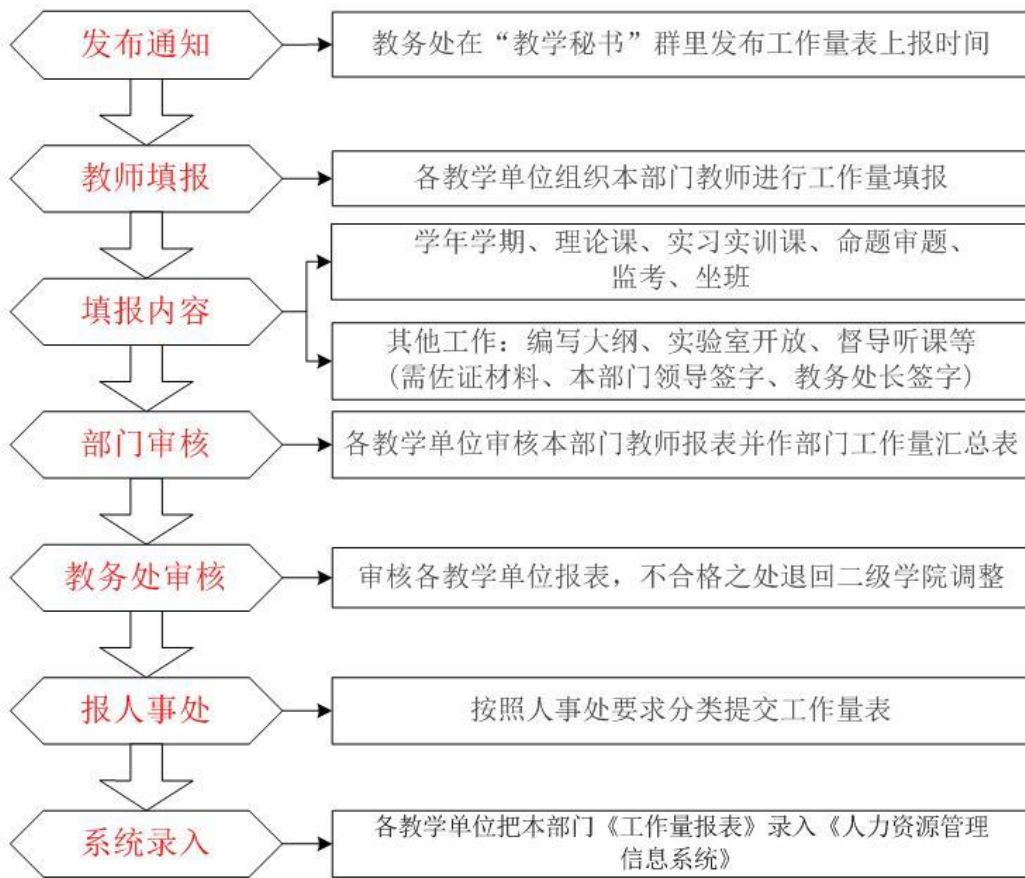 发布通知
教务处在“教学秘书”群里发布工作量表上报时间
教师填报
各教学单位组织本部门教师进行工作量填报
填报内容
学年学期、理论课、实习实训课、命题审题、
监考、坐班
其他工作：编写大纲、实验室开放、督导听课等
(需佐证材料、本部门领导签字、教务处长签字)
部门审核
各教学单位审核本部门教师报表并作部门工作量汇总表
教务处审核
审核各教学单位报表，不合格之处退回二级学院调整
报人事处
按照人事处要求分类提交工作量表
系统录入
各教学单位把本部门《工作量报表》录入《人力资源管理
信息系统》